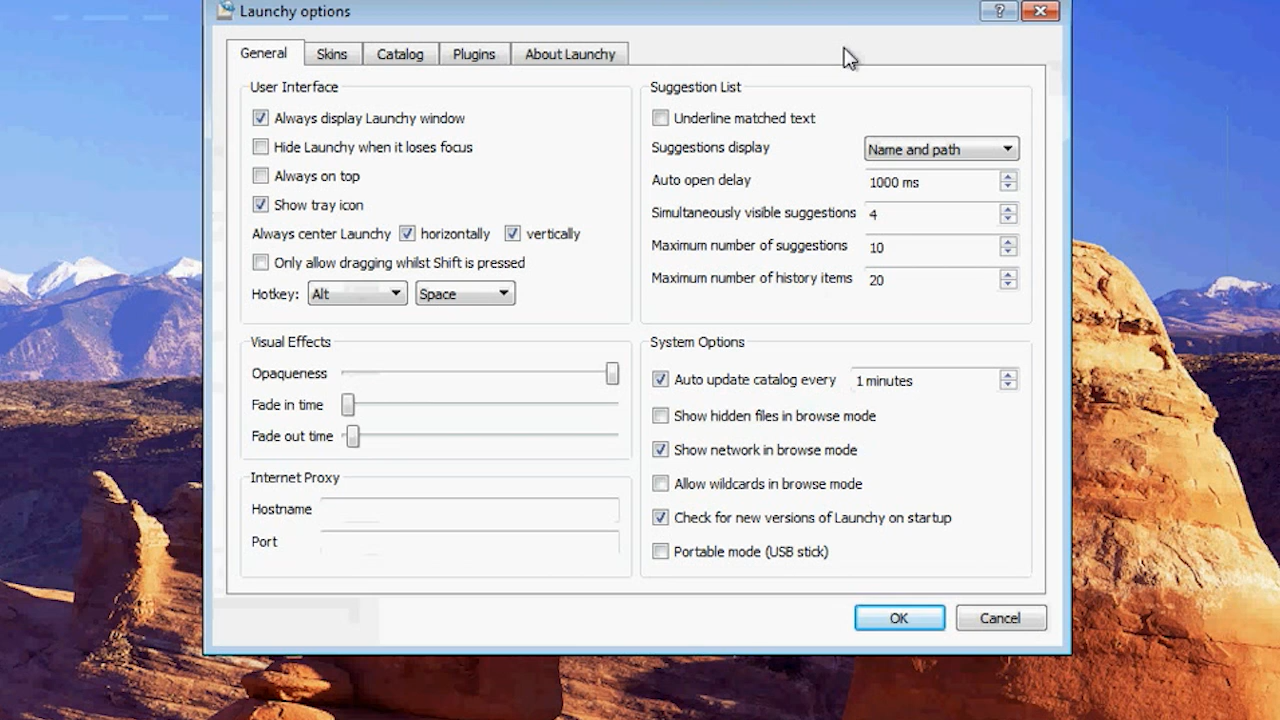 Launchy options
General Skins Catalog Plugins About Launchy
User Interface
Always display Launchy window
Hide Launchy when it loses focus
Always on top
Show tray icon
Always center Launchy horizontally vertically
Only allow dragging whilst Shift is pressed
Hotkey: Alt Space
Suggestion List
Underline matched text
Suggestions display Name and path
Auto open delay 1000 ms
Simultaneously visible suggestions 4
Maximum number of suggestions 10
Maximum number of history items 20
Visual Effects
Opaqueness
Fade in time
Fade out time
Internet Proxy
Hostname
Port
System Options
Auto update catalog every 1 minutes
Show hidden files in browse mode
Show network in browse mode
Allow wildcards in browse mode
Check for new versions of Launchy on startup
Portable mode (USB stick)
OK Cancel